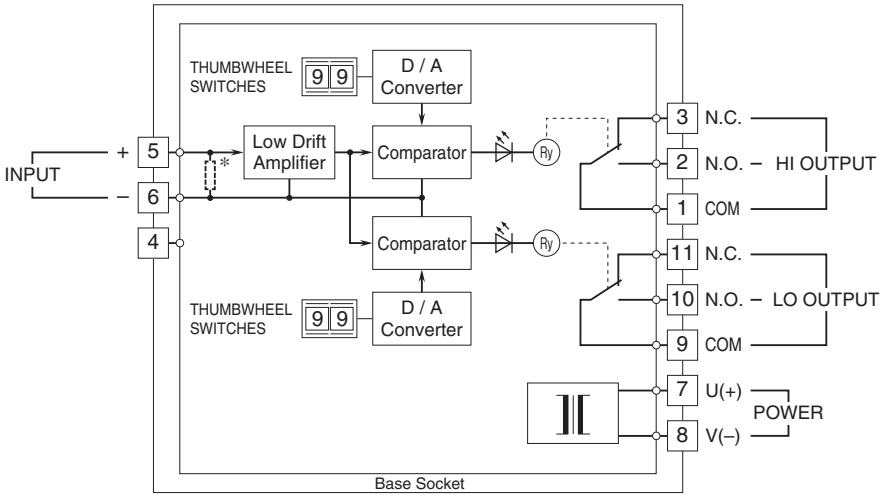 THUMBWHEEL
SWITCHES
9 9
D / A
Converter
3 N.C.
INPUT
+ 5
*
Low Drift
Amplifier
Comparator
Ry
2 N.O.
HI OUTPUT
– 6
1 COM
4
Comparator
Ry
11 N.C.
THUMBWHEEL
SWITCHES
9 9
D / A
Converter
10 N.O.
LO OUTPUT
9 COM
7 U(+)
POWER
8 V(–)
Base Socket